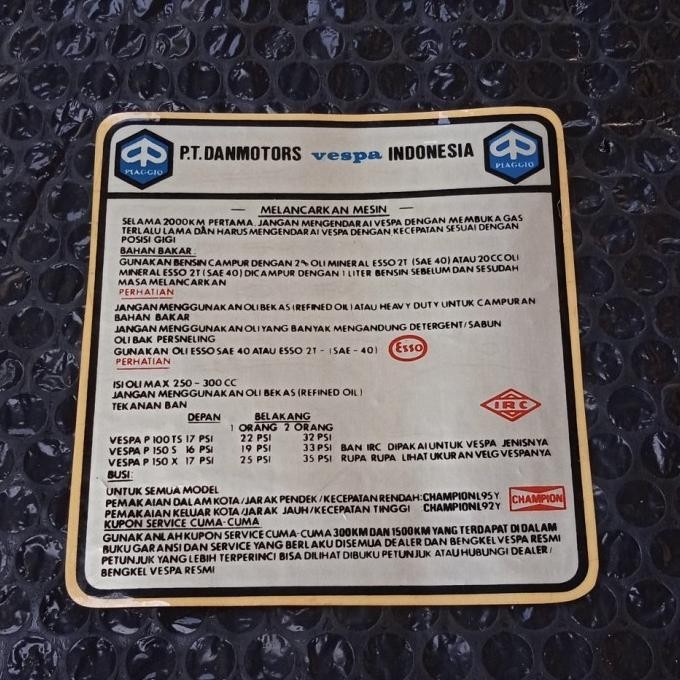 PIAGGIO P.T. DANMOTORS vespa INDONESIA PIAGGIO
— MELANCARKAN MESIN —
SELAMA 2000KM PERTAMA, JANGAN MENGENDARAI VESPA DENGAN MEMBUKA GAS
TERLALU LAMA DAN HARUS MENGENDARAI VESPA DENGAN KECEPATAN SESUAI DENGAN
POSISI GIGI
BAHAN BAKAR:
GUNAKAN BENSIN CAMPUR DENGAN 2% OLI MINERAL ESSO 2T (SAE 40) ATAU 20CC OLI
MINERAL ESSO 2T (SAE 40) DICAMPUR DENGAN 1 LITER BENSIN SEBELUM DAN SESUDAH
MASA MELANCARKAN
PERHATIAN
JANGAN MENGGUNAKAN OLI BEKAS (REFINED OIL) ATAU HEAVY DUTY UNTUK CAMPURAN
BAHAN BAKAR
JANGAN MENGGUNAKAN OLI YANG BANYAK MENGANDUNG DETERGENT/SABUN
OLI BAK PERSNELING
GUNAKAN OLI ESSO SAE 40 ATAU ESSO 2T - (SAE - 40) Esso
PERHATIAN
ISI OLI MAX 250 - 300 CC
JANGAN MENGGUNAKAN OLI BEKAS (REFINED OIL)
TEKANAN BAN
IRC
DEPAN BELAKANG
1 ORANG 2 ORANG
VESPA P 100 TS 17 PSI 22 PSI 32 PSI
VESPA P 150 S 16 PSI 19 PSI 33 PSI BAN IRC DIPAKAI UNTUK VESPA JENISNYA
VESPA P 150 X 17 PSI 25 PSI 35 PSI RUPA RUPA LIHAT UKURAN VELG VESPANYA
BUSI:
UNTUK SEMUA MODEL
PEMAKAIAN DALAM KOTA/JARAK PENDEK/KECEPATAN RENDAH:CHAMPION L95Y
PEMAKAIAN KELUAR KOTA/JARAK JAUH/KECEPATAN TINGGI :CHAMPION L92Y
CHAMPION
KUPON SERVICE CUMA-CUMA
GUNAKANLAH KUPON SERVICE CUMA-CUMA 300KM DAN 1500KM YANG TERDAPAT DI DALAM
BUKU GARANSI DAN SERVICE YANG BERLAKU DISEMUA DEALER DAN BENGKEL VESPA RESMI
PETUNJUK YANG LEBIH TERPERINCI BISA DILIHAT DIBUKU PETUNJUK ATAU HUBUNGI DEALER/
BENGKEL VESPA RESMI